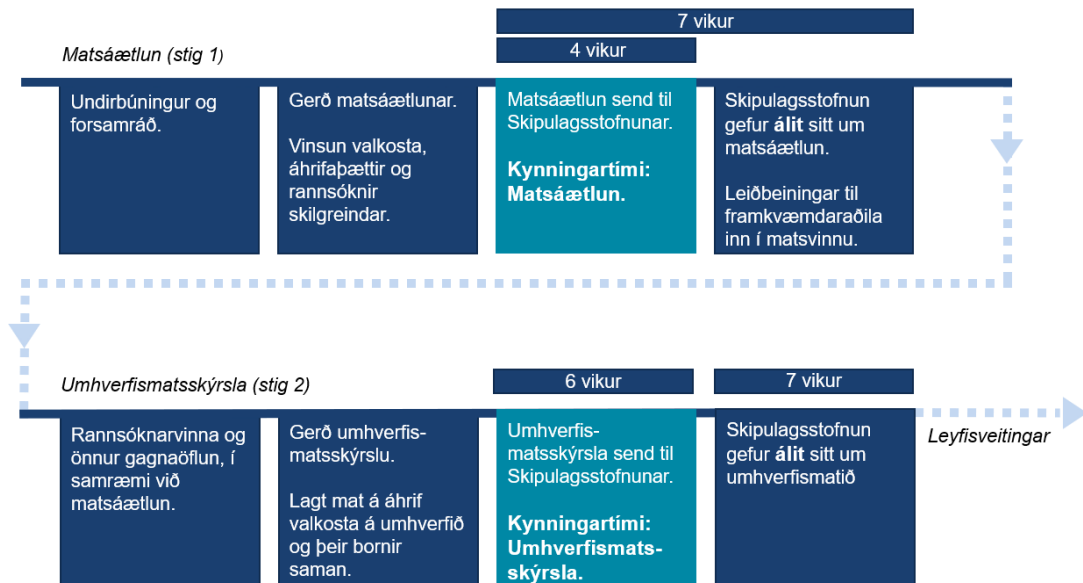 7 vikur
4 vikur
Matsáætlun (stig 1)
Undirbúningur og
forsamráð.
Gerð matsáætlunar.
Vinsun valkosta,
áhrifaþættir og
rannsóknir
skilgreindar.
Matsáætlun send til
Skipulagsstofnunar.
Kynningartími:
Matsáætlun.
Skipulagsstofnun
gefur álit sitt um
matsáætlun.
Leiðbeiningar til
framkvæmdaraðila
inn í matsvinnu.
Umhverfismatsskýrsla (stig 2)
6 vikur
7 vikur
Rannsóknarvinna og
önnur gagnaöflun, í
samræmi við
matsáætlun.
Gerð umhverfis-
matsskýrslu.
Lagt mat á áhrif
valkosta á umhverfið
og þeir bornir
saman.
Umhverfis-
matsskýrsla send til
Skipulagsstofnunar.
Kynningartími:
Umhverfismats-
skýrsla.
Skipulagsstofnun
gefur álit sitt um
umhverfismatið
Leyfisveitingar